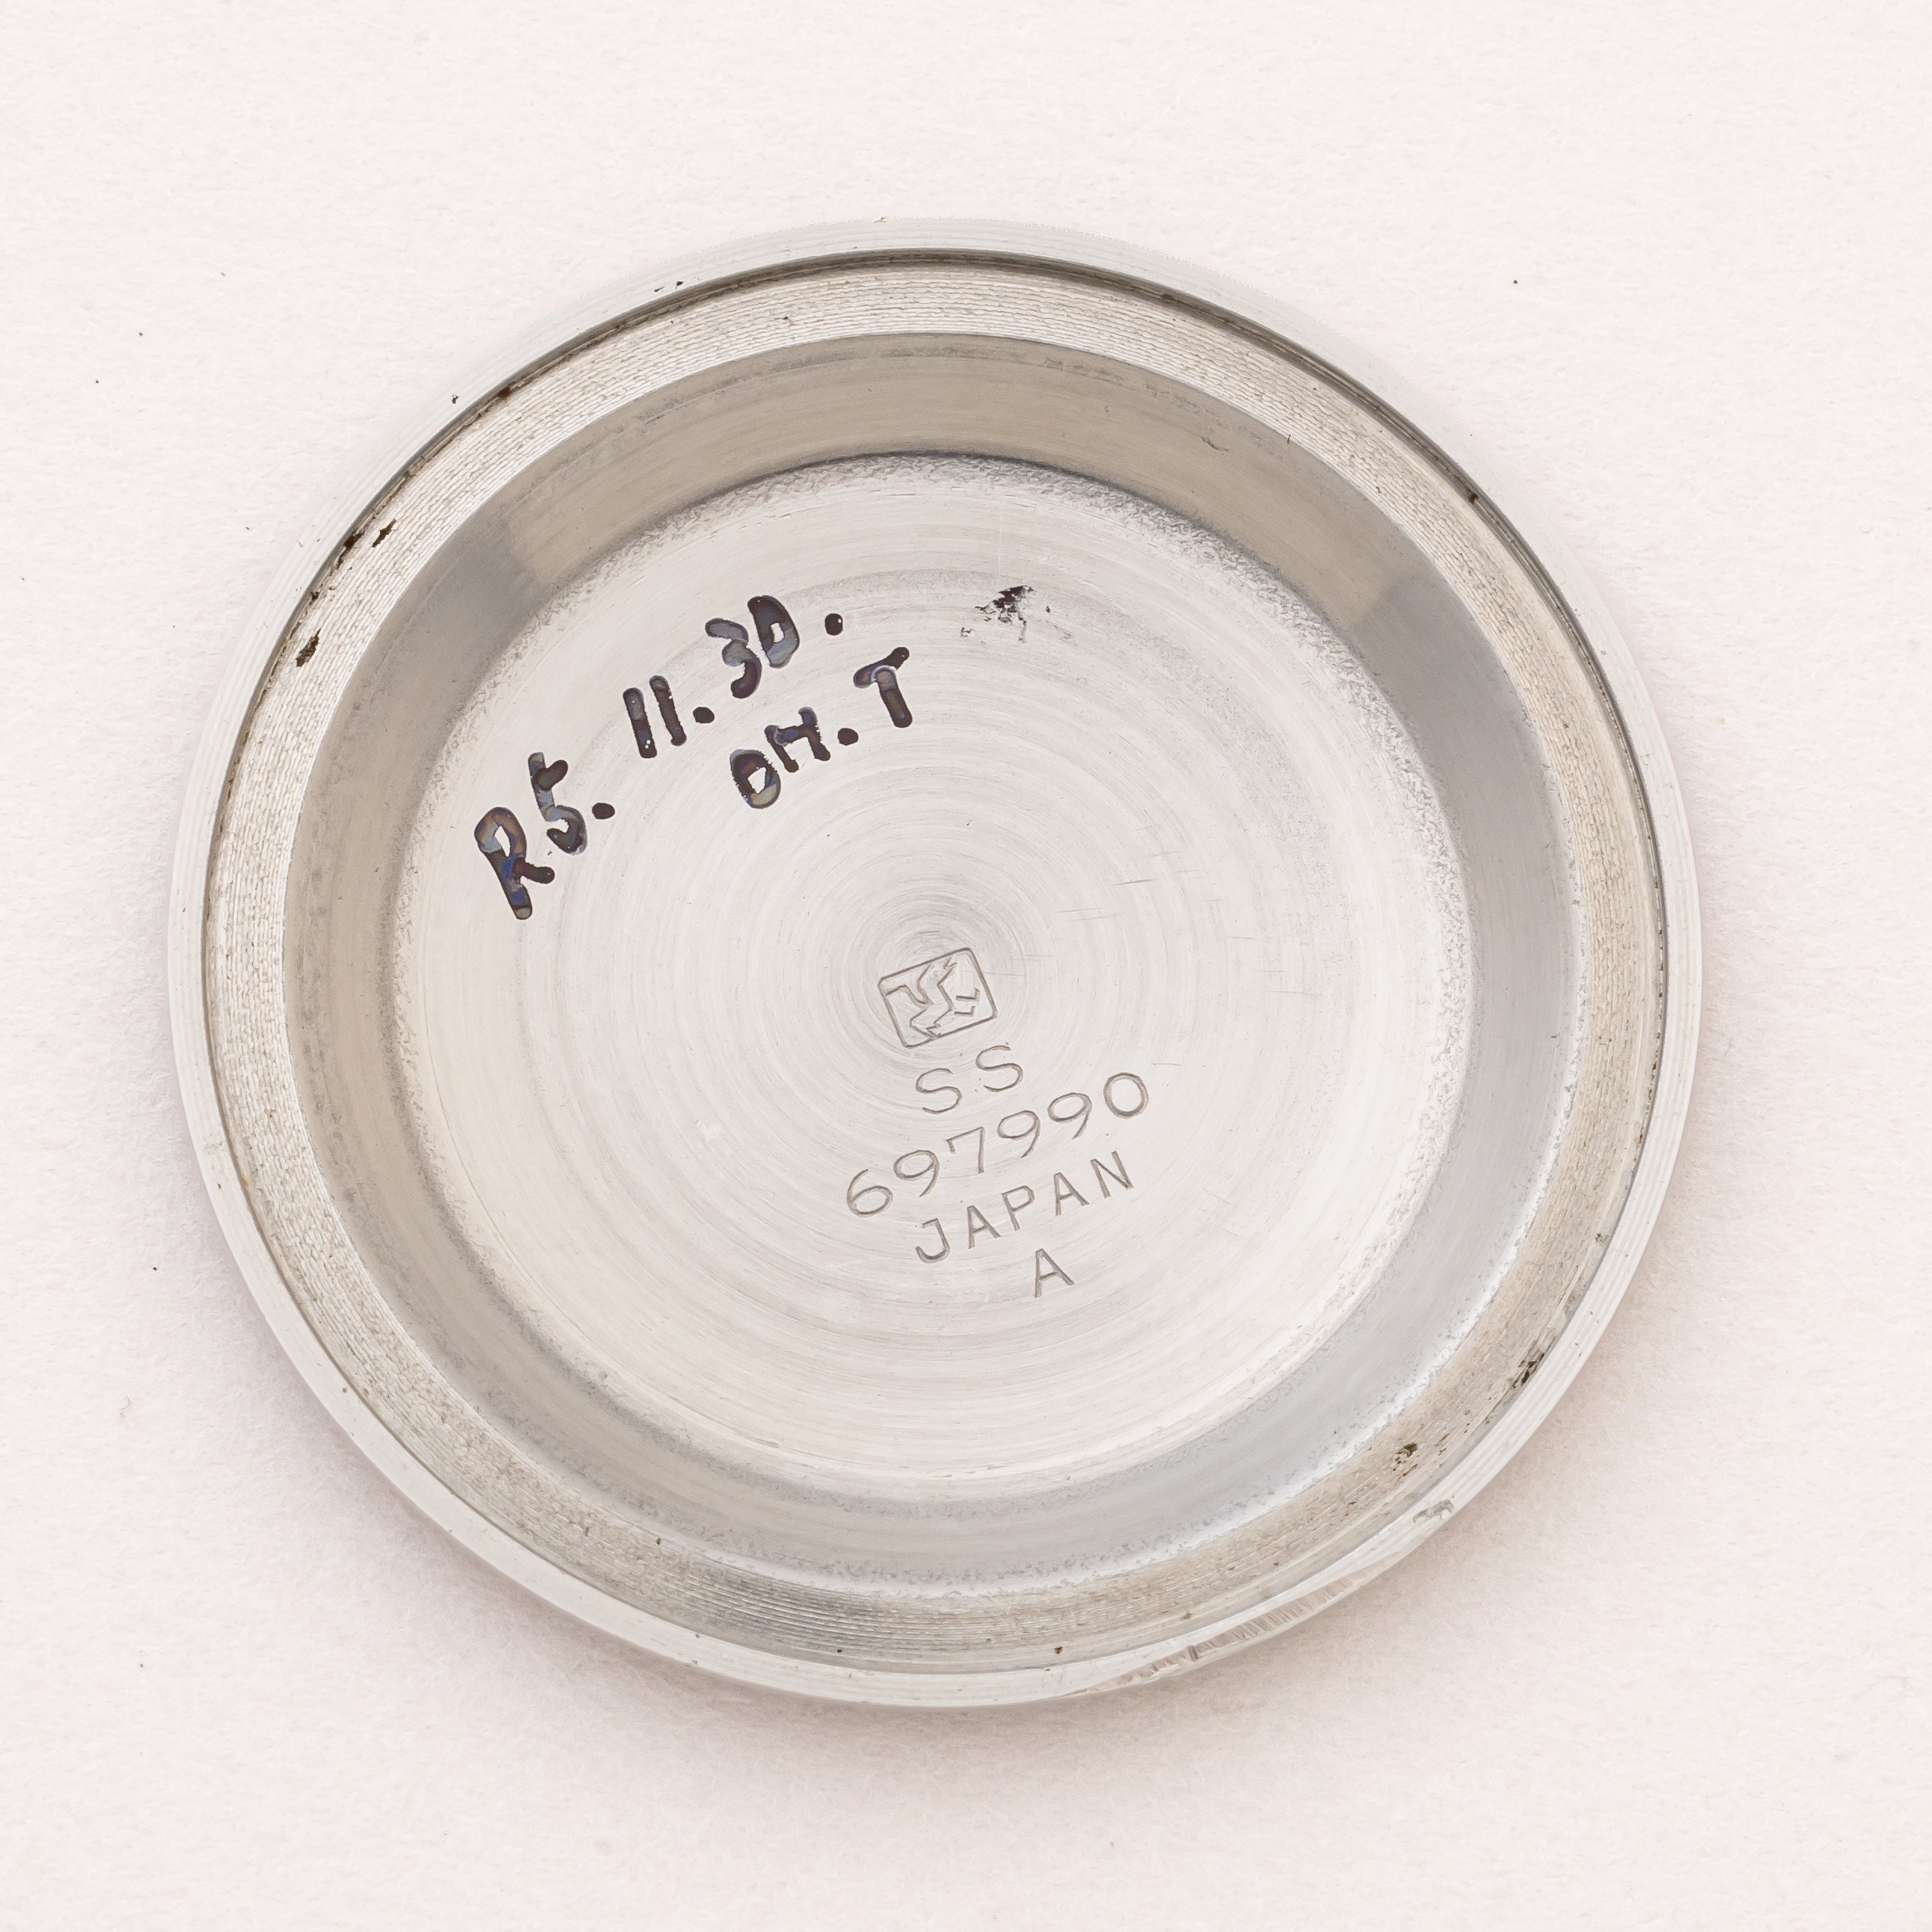 R5. 11. 30.
OH. T
SS
697990
JAPAN
A